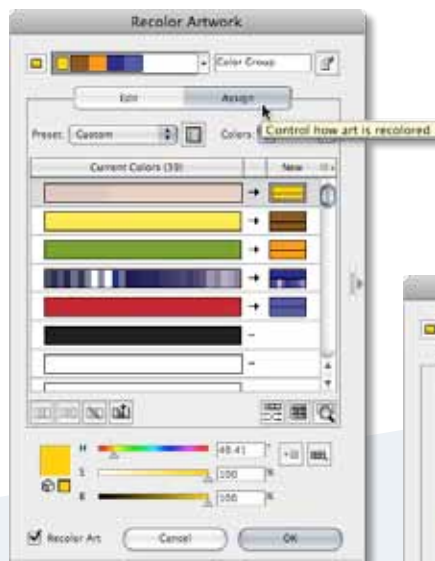 Recolor Artwork
Color Group
Edit Assign
Control how art is recolored
Preset: Custom Colors:
Current Colors (39) New
H 48.41 °
S 100 %
B 100 %
Recolor Art Cancel OK